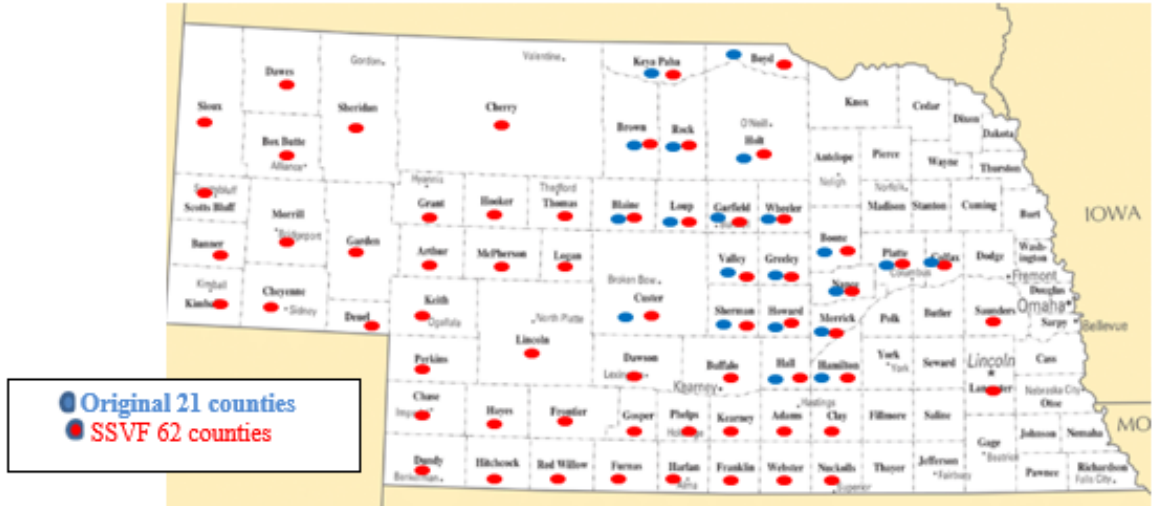 Gordon
Valentine
Keya Paha
Boyd
Dawes
Sioux
Sheridan
Cherry
Knox
Cedar
Dixon
Dakota
Brown
Rock
O'Neill
Holt
Box Butte
Alliance
Antelope
Pierce
Wayne
Thurston
Neligh
Norfolk
Scotts Bluff
Hyannis
Grant
Hooker
Thedford
Thomas
Blaine
Loup
Garfield
Wheeler
Madison
Stanton
Cuming
Burt
IOWA
Morrill
Bridgeport
Banner
Garden
Arthur
McPherson
Logan
Valley
Greeley
Boone
Platte
Colfax
Columbus
Dodge
Wash-
ington
Fremont
Broken Bow
Custer
Kimball
Kimball
Cheyenne
Sidney
Deuel
Keith
Ogallala
North Platte
Lincoln
Sherman
Howard
Nance
Merrick
Polk
Butler
Saunders
Douglas
Omaha
Sarpy
Bellevue
Perkins
Dawson
Buffalo
Kearney
Hall
Hamilton
York
York
Seward
Lincoln
Lancaster
Cass
Nebraska City
Otoe
MO
Chase
Hayes
Frontier
Gosper
Phelps
Kearney
Adams
Hastings
Clay
Fillmore
Saline
Gage
Beatrice
Johnson
Nemaha
Dundy
Hitchcock
Red Willow
Furnas
Harlan
Alma
Franklin
Webster
Nuckolls
Superior
Thayer
Jefferson
Fairbury
Pawnee
Richardson
Falls City
Original 21 counties
SSVF 62 counties